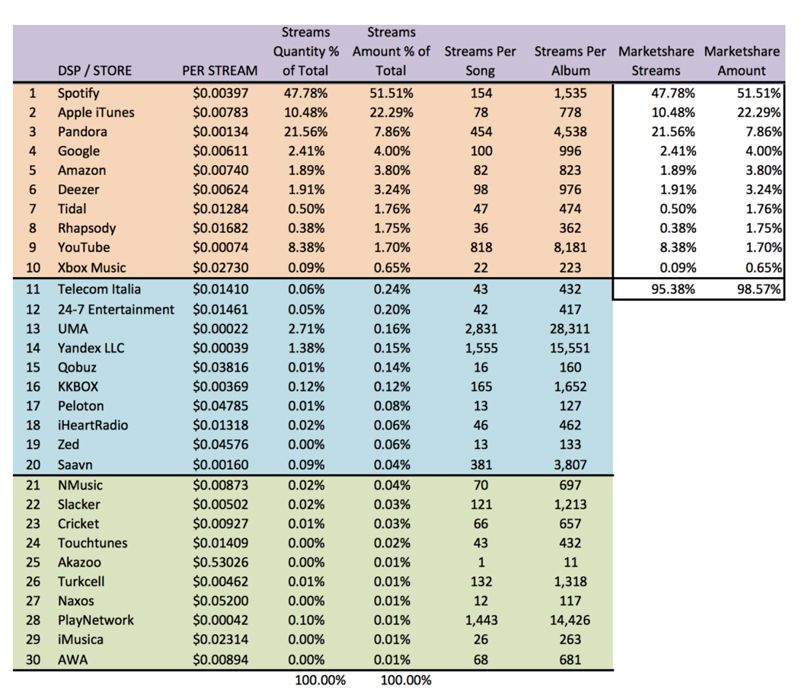 Streams Streams
Quantity % Amount % of Streams Per Streams Per Marketshare Marketshare
DSP / STORE PER STREAM of Total Total Song Album Streams Amount
1 Spotify $0.00397 47.78% 51.51% 154 1,535 47.78% 51.51%
2 Apple iTunes $0.00783 10.48% 22.29% 78 778 10.48% 22.29%
3 Pandora $0.00134 21.56% 7.86% 454 4,538 21.56% 7.86%
4 Google $0.00611 2.41% 4.00% 100 996 2.41% 4.00%
5 Amazon $0.00740 1.89% 3.80% 82 823 1.89% 3.80%
6 Deezer $0.00624 1.91% 3.24% 98 976 1.91% 3.24%
7 Tidal $0.01284 0.50% 1.76% 47 474 0.50% 1.76%
8 Rhapsody $0.01682 0.38% 1.75% 36 362 0.38% 1.75%
9 YouTube $0.00074 8.38% 1.70% 818 8,181 8.38% 1.70%
10 Xbox Music $0.02730 0.09% 0.65% 22 223 0.09% 0.65%
11 Telecom Italia $0.01410 0.06% 0.24% 43 432 95.38% 98.57%
12 24-7 Entertainment $0.01461 0.05% 0.20% 42 417
13 UMA $0.00022 2.71% 0.16% 2,831 28,311
14 Yandex LLC $0.00039 1.38% 0.15% 1,555 15,551
15 Qobuz $0.03816 0.01% 0.14% 16 160
16 KKBOX $0.00369 0.12% 0.12% 165 1,652
17 Peloton $0.04785 0.01% 0.08% 13 127
18 iHeartRadio $0.01318 0.02% 0.06% 46 462
19 Zed $0.04576 0.00% 0.06% 13 133
20 Saavn $0.00160 0.09% 0.04% 381 3,807
21 NMusic $0.00873 0.02% 0.04% 70 697
22 Slacker $0.00502 0.02% 0.03% 121 1,213
23 Cricket $0.00927 0.01% 0.03% 66 657
24 Touchtunes $0.01409 0.00% 0.02% 43 432
25 Akazoo $0.53026 0.00% 0.01% 1 11
26 Turkcell $0.00462 0.01% 0.01% 132 1,318
27 Naxos $0.05200 0.00% 0.01% 12 117
28 PlayNetwork $0.00042 0.10% 0.01% 1,443 14,426
29 iMusica $0.02314 0.00% 0.01% 26 263
30 AWA $0.00894 0.00% 0.01% 68 681
100.00% 100.00%